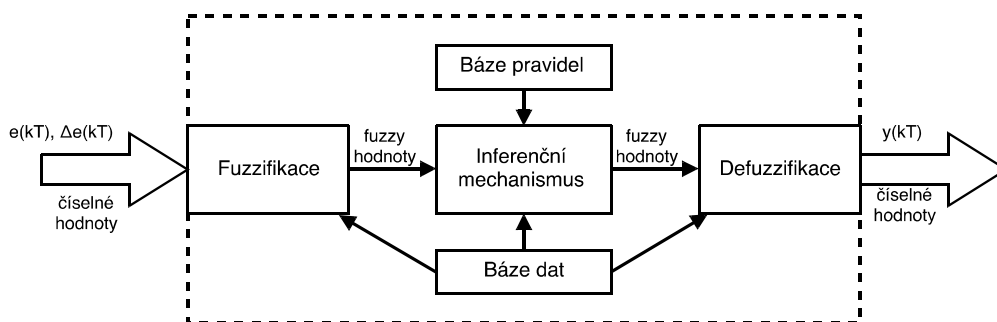 Báze pravidel
e(kT), Δe(kT)
číselné
hodnoty
Fuzzifikace
fuzzy
hodnoty
Inferenční
mechanismus
fuzzy
hodnoty
Defuzzifikace
y(kT)
číselné
hodnoty
Báze dat